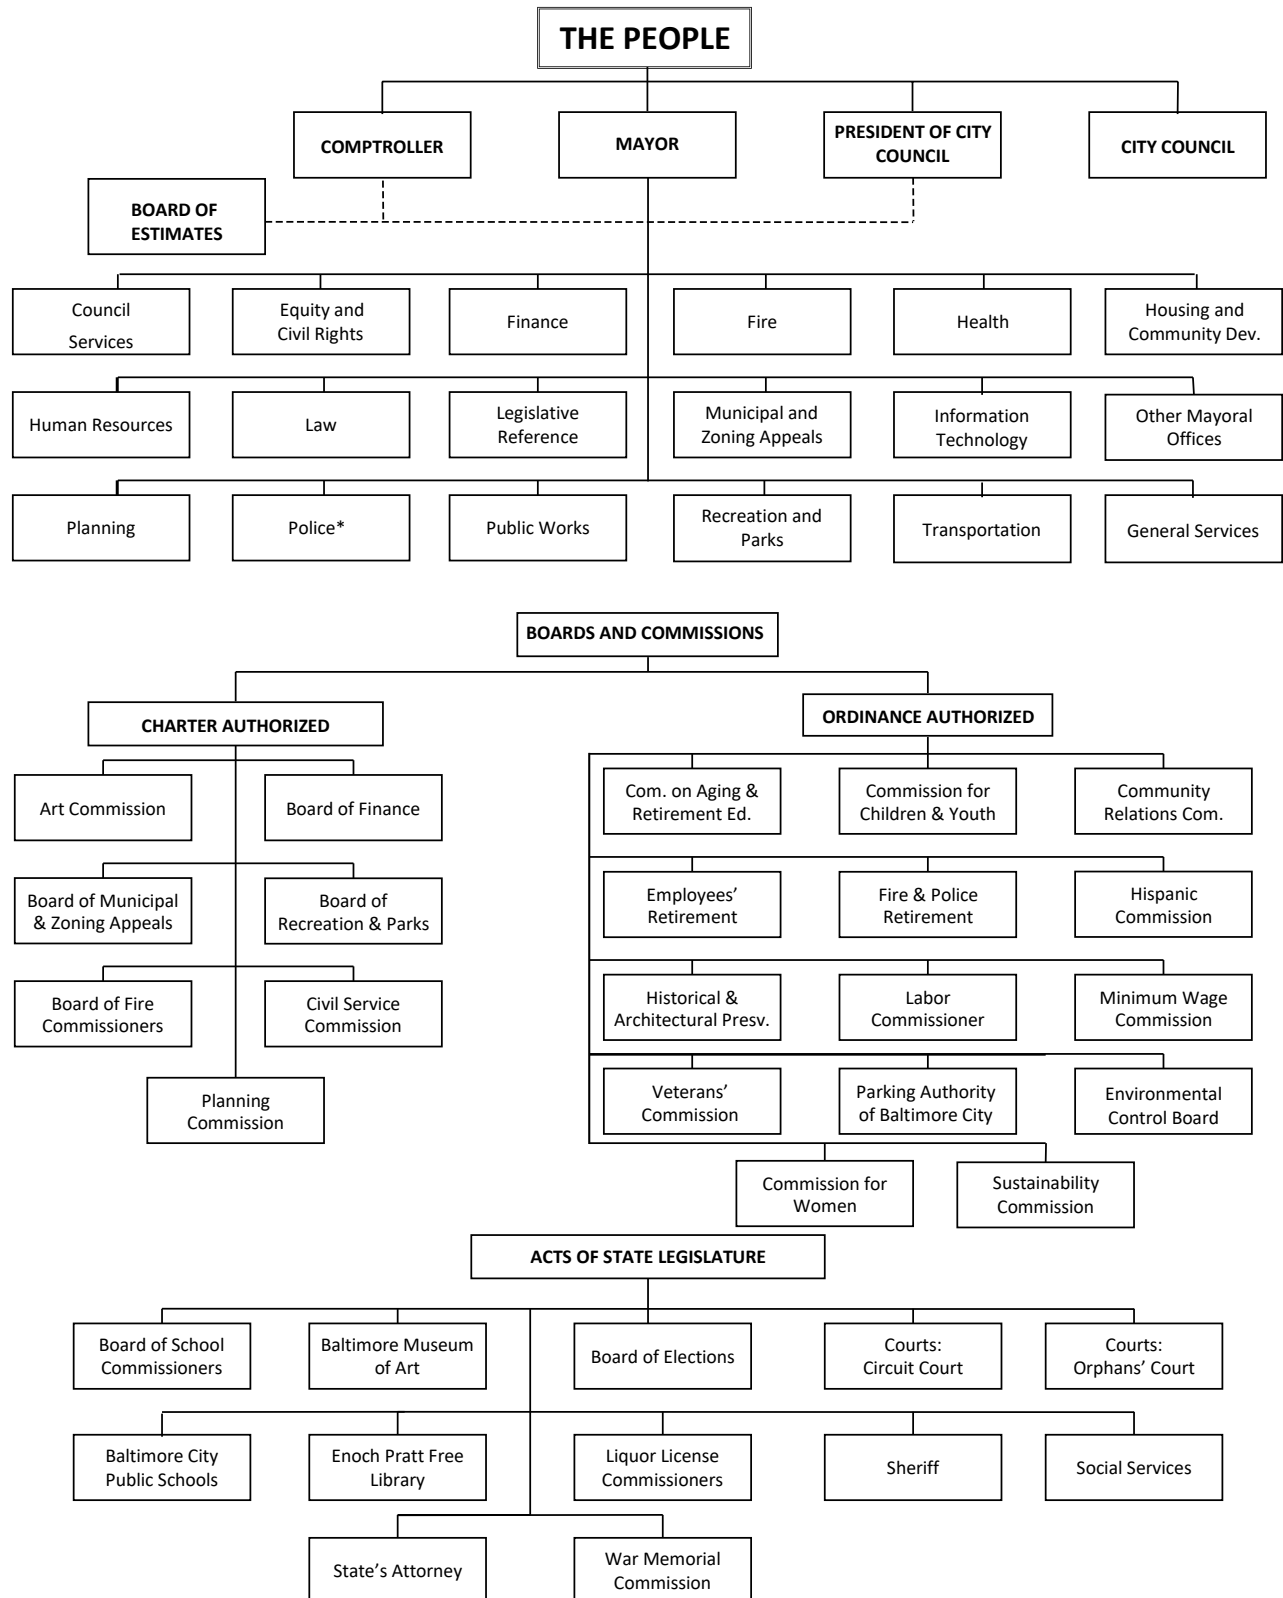 THE PEOPLE
COMPTROLLER
MAYOR
PRESIDENT OF CITY
COUNCIL
CITY COUNCIL
BOARD OF
ESTIMATES
Council
Services
Equity and
Civil Rights
Finance
Fire
Health
Housing and
Community Dev.
Human Resources
Law
Legislative
Reference
Municipal and
Zoning Appeals
Information
Technology
Other Mayoral
Offices
Planning
Police*
Public Works
Recreation and
Parks
Transportation
General Services
BOARDS AND COMMISSIONS
CHARTER AUTHORIZED
Art Commission
Board of Finance
Board of Municipal
& Zoning Appeals
Board of
Recreation & Parks
Board of Fire
Commissioners
Civil Service
Commission
Planning
Commission
ORDINANCE AUTHORIZED
Com. on Aging &
Retirement Ed.
Commission for
Children & Youth
Community
Relations Com.
Employees’
Retirement
Fire & Police
Retirement
Hispanic
Commission
Historical &
Architectural Presv.
Labor
Commissioner
Minimum Wage
Commission
Veterans’
Commission
Parking Authority
of Baltimore City
Environmental
Control Board
Commission for
Women
Sustainability
Commission
ACTS OF STATE LEGISLATURE
Board of School
Commissioners
Baltimore Museum
of Art
Board of Elections
Courts:
Circuit Court
Courts:
Orphans’ Court
Baltimore City
Public Schools
Enoch Pratt Free
Library
Liquor License
Commissioners
Sheriff
Social Services
State’s Attorney
War Memorial
Commission